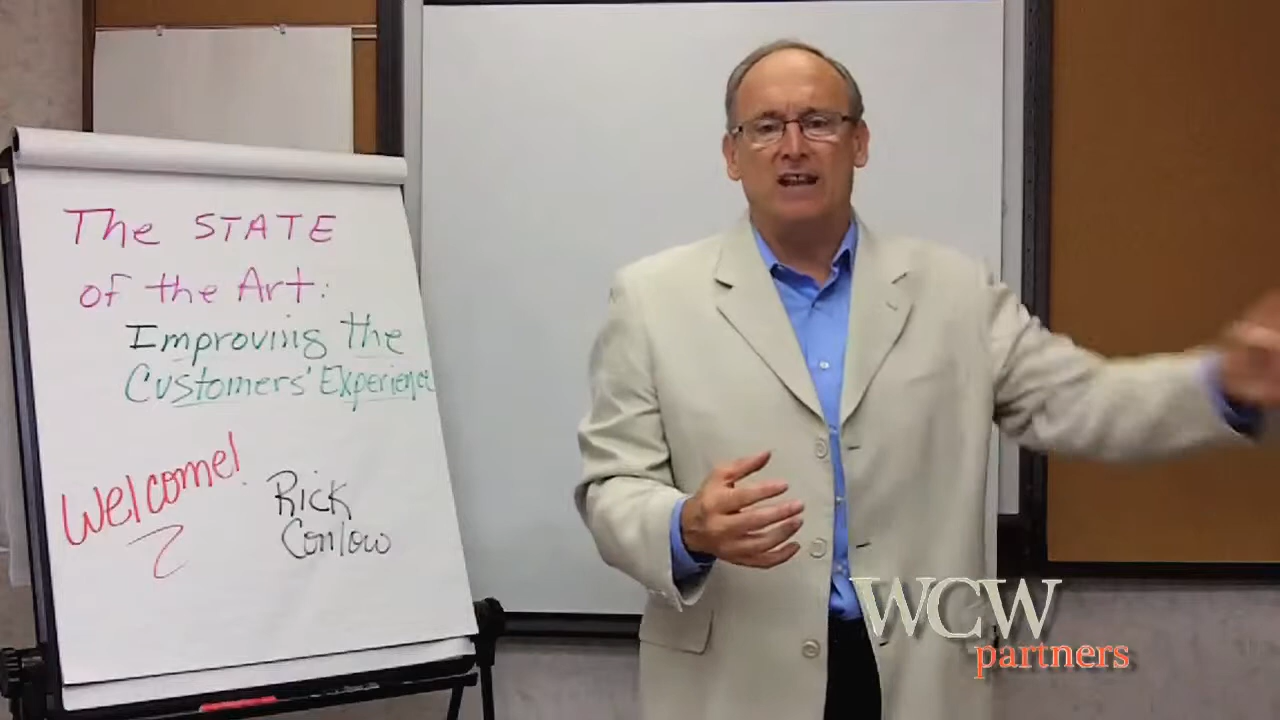 The STATE
of the Art:
Improving the
Customers' Experience
Welcome!
Rick
Conlow
WCW
partners